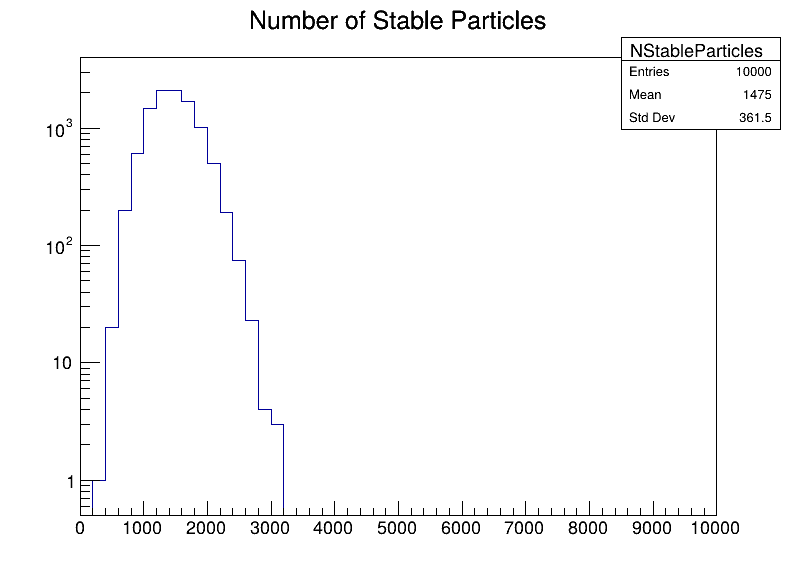 Number of Stable Particles
NStableParticles
Entries 10000
Mean 1475
Std Dev 361.5
10³
10²
10
1
0 1000 2000 3000 4000 5000 6000 7000 8000 9000 10000